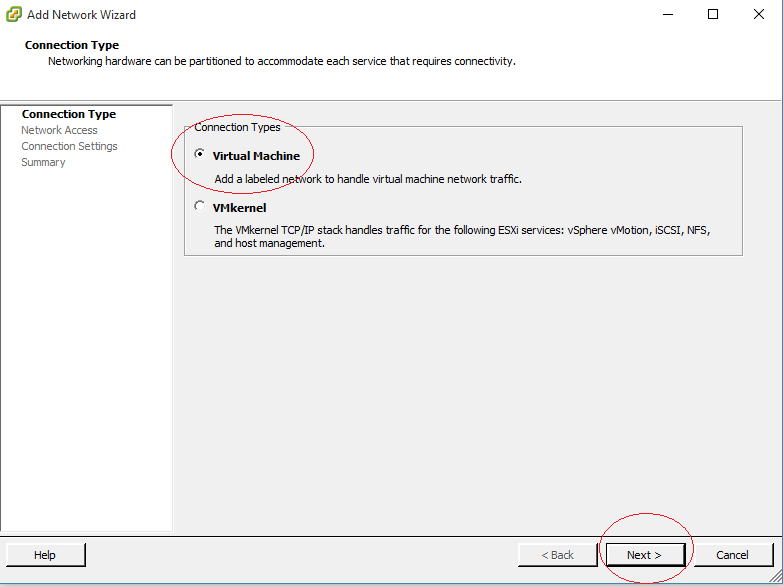 Add Network Wizard
Connection Type
Networking hardware can be partitioned to accommodate each service that requires connectivity.
Connection Type
Network Access
Connection Settings
Summary
Connection Types
Virtual Machine
Add a labeled network to handle virtual machine network traffic.
VMkernel
The VMkernel TCP/IP stack handles traffic for the following ESXi services: vSphere vMotion, iSCSI, NFS,
and host management.
Help
< Back
Next >
Cancel